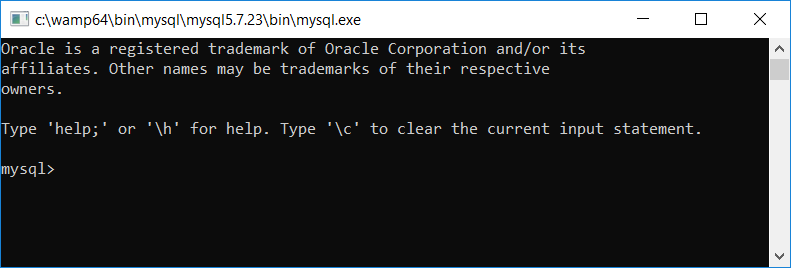 c:\wamp64\bin\mysql\mysql5.7.23\bin\mysql.exe
Oracle is a registered trademark of Oracle Corporation and/or its
affiliates. Other names may be trademarks of their respective
owners.
Type 'help;' or '\h' for help. Type '\c' to clear the current input statement.
mysql>